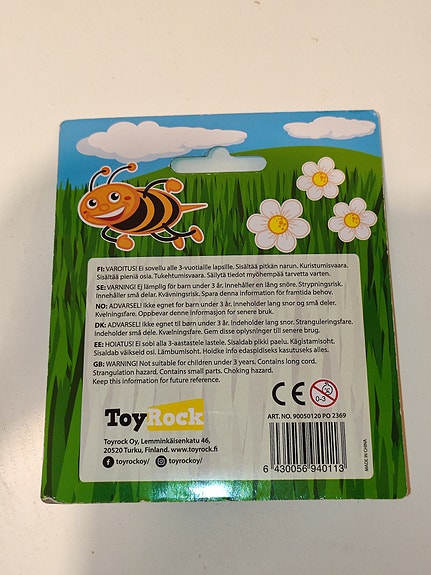 FI: VAROITUS! Ei sovellu alle 3-vuotiaille lapsille. Sisältää pitkän narun. Kuristumisvaara.
Sisältää pieniä osia. Tukehtumisvaara. Säilytä tiedot myöhempää tarvetta varten.
SE: WARNING! Ej lämplig för barn under 3 år. Innehåller en lång snöre. Strypningsrisk.
Innehåller små delar. Kvävningsrisk. Spara denna information för framtida behov.
NO: ADVARSEL! Ikke egnet for barn under 3 år. Inneholder lang snor og små deler.
Kvelningsfare. Oppbevar denne informasjon for senere bruk.
DK: ADVARSEL! Ikke egnet til børn under 3 år. Indeholder lang snor. Stranguleringsfare.
Indeholder små dele. Kvælningsfare. Gem disse oplysninger till senere brug.
EE: HOIATUS! Ei sobi alla 3-aastastele lastele. Sisaldab pikki paelu. Kägistamisoht.
Sisaldab väikseid osi. Lämbumisoht. Hoidke info edaspidiseks kasutuseks alles.
GB: WARNING! Not suitable for children under 3 years. Contains long cord.
Strangulation hazard. Contains small parts. Choking hazard.
Keep this information for future reference.
CE
0-3
ToyRock
Toyrock Oy, Lemminkäisenkatu 46,
20520 Turku, Finland. www.toyrock.fi
toyrockoy/ toyrockoy/
ART. NO. 90050120 PO 2369
6 430056 940113
MADE IN CHINA